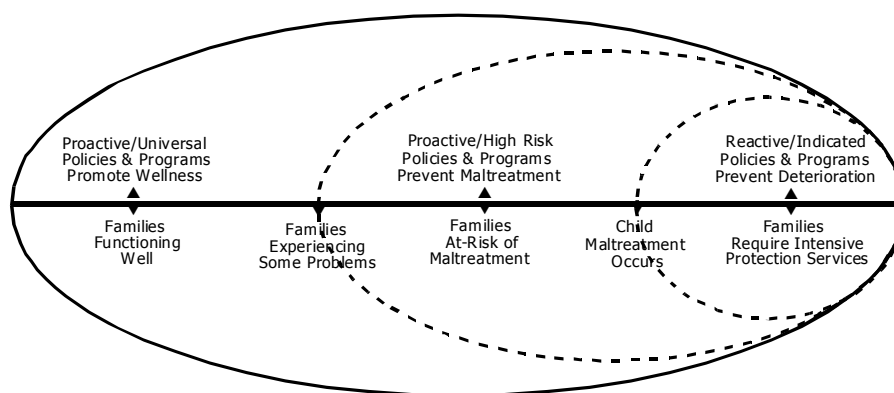 Proactive/Universal
Policies & Programs
Promote Wellness
Proactive/High Risk
Policies & Programs
Prevent Maltreatment
Reactive/Indicated
Policies & Programs
Prevent Deterioration
Families
Functioning
Well
Families
Experiencing
Some Problems
Families
At-Risk of
Maltreatment
Child
Maltreatment
Occurs
Families
Require Intensive
Protection Services